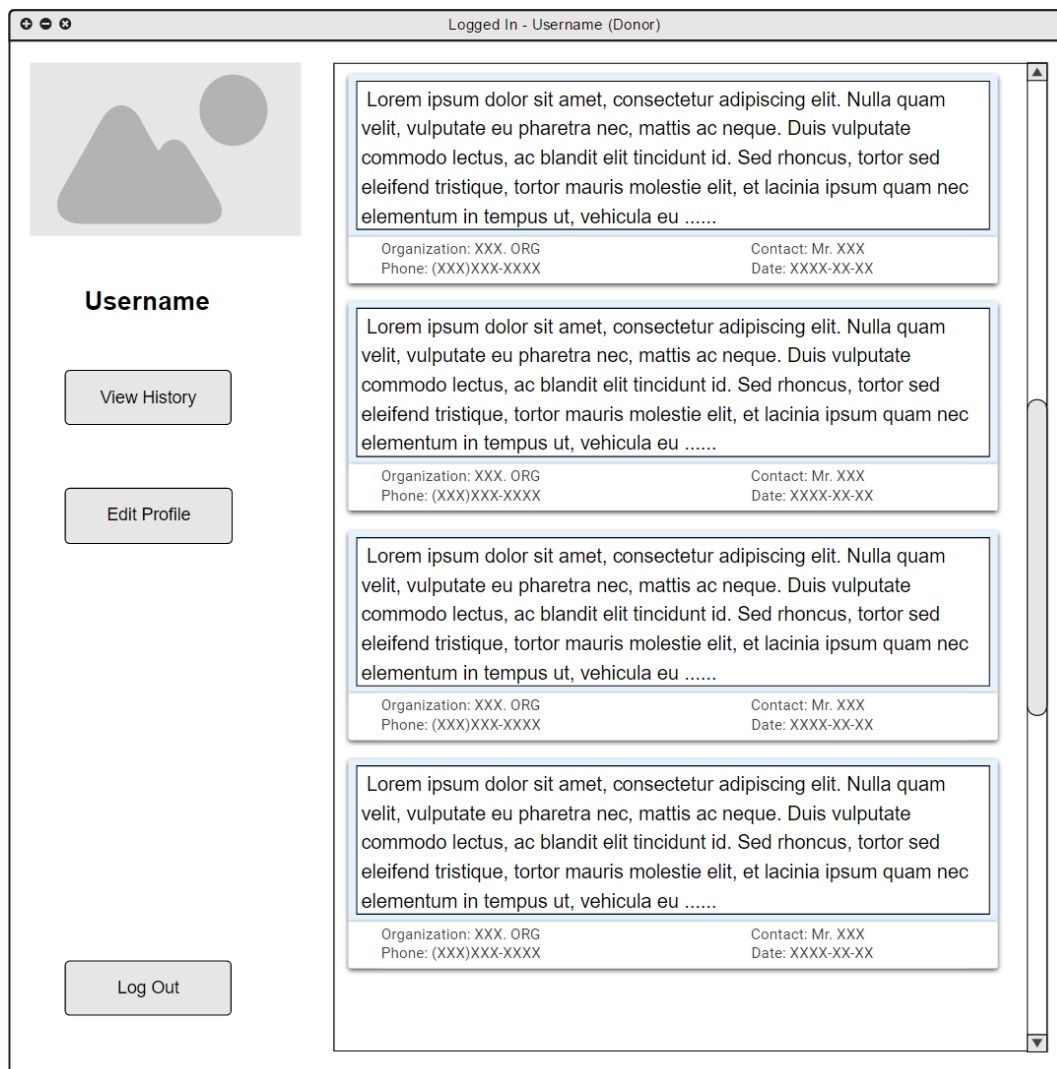 Logged In - Username (Donor)
Username
View History
Edit Profile
Log Out
Lorem ipsum dolor sit amet, consectetur adipiscing elit. Nulla quam
velit, vulputate eu pharetra nec, mattis ac neque. Duis vulputate
commodo lectus, ac blandit elit tincidunt id. Sed rhoncus, tortor sed
eleifend tristique, tortor mauris molestie elit, et lacinia ipsum quam nec
elementum in tempus ut, vehicula eu ......
Organization: XXX. ORG
Contact: Mr. XXX
Phone: (XXX)XXX-XXXX
Date: XXXX-XX-XX
Lorem ipsum dolor sit amet, consectetur adipiscing elit. Nulla quam
velit, vulputate eu pharetra nec, mattis ac neque. Duis vulputate
commodo lectus, ac blandit elit tincidunt id. Sed rhoncus, tortor sed
eleifend tristique, tortor mauris molestie elit, et lacinia ipsum quam nec
elementum in tempus ut, vehicula eu ......
Organization: XXX. ORG
Contact: Mr. XXX
Phone: (XXX)XXX-XXXX
Date: XXXX-XX-XX
Lorem ipsum dolor sit amet, consectetur adipiscing elit. Nulla quam
velit, vulputate eu pharetra nec, mattis ac neque. Duis vulputate
commodo lectus, ac blandit elit tincidunt id. Sed rhoncus, tortor sed
eleifend tristique, tortor mauris molestie elit, et lacinia ipsum quam nec
elementum in tempus ut, vehicula eu ......
Organization: XXX. ORG
Contact: Mr. XXX
Phone: (XXX)XXX-XXXX
Date: XXXX-XX-XX
Lorem ipsum dolor sit amet, consectetur adipiscing elit. Nulla quam
velit, vulputate eu pharetra nec, mattis ac neque. Duis vulputate
commodo lectus, ac blandit elit tincidunt id. Sed rhoncus, tortor sed
eleifend tristique, tortor mauris molestie elit, et lacinia ipsum quam nec
elementum in tempus ut, vehicula eu ......
Organization: XXX. ORG
Contact: Mr. XXX
Phone: (XXX)XXX-XXXX
Date: XXXX-XX-XX